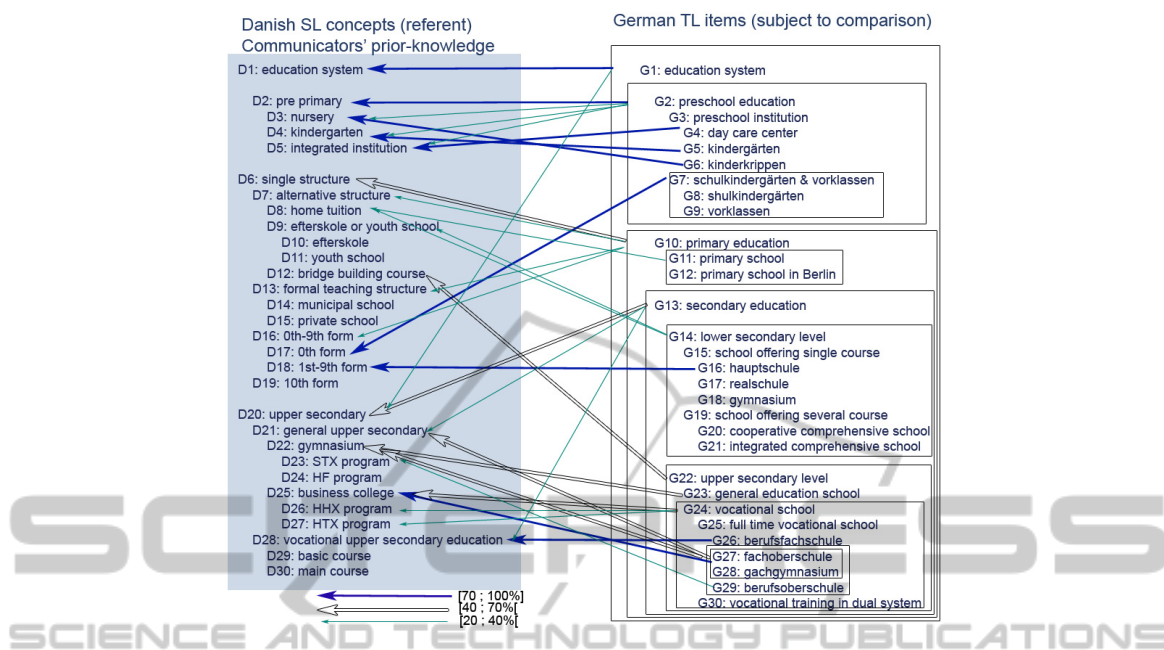 Danish SL concepts (referent)
Communicators' prior-knowledge
German TL items (subject to comparison)
D1: education system
D2: pre primary
D3: nursery
D4: kindergarten
D5: integrated institution
D6: single structure
D7: alternative structure
D8: home tuition
D9: efterskole or youth school
D10: efterskole
D11: youth school
D12: bridge building course
D13: formal teaching structure
D14: municipal school
D15: private school
D16: 0th-9th form
D17: 0th form
D18: 1st-9th form
D19: 10th form
D20: upper secondary
D21: general upper secondary
D22: gymnasium
D23: STX program
D24: HF program
D25: business college
D26: HHX program
D27: HTX program
D28: vocational upper secondary education
D29: basic course
D30: main course
G1: education system
G2: preschool education
G3: preschool institution
G4: day care center
G5: kindergärten
G6: kinderkrippen
G7: schulkindergärten & vorklassen
G8: shulkindergärten
G9: vorklassen
G10: primary education
G11: primary school
G12: primary school in Berlin
G13: secondary education
G14: lower secondary level
G15: school offering single course
G16: hauptschule
G17: realschule
G18: gymnasium
G19: school offering several course
G20: cooperative comprehensive school
G21: integrated comprehensive school
G22: upper secondary level
G23: general education school
G24: vocational school
G25: full time vocational school
G26: berufsfachschule
G27: fachoberschule
G28: gachgymnasium
G29: berufsoberschule
G30: vocational training in dual system
[70 ; 100%]
[40 ; 70%[
[20 ; 40%[
SCITEPRESS
SCIENCE AND TECHNOLOGY PUBLICATIONS